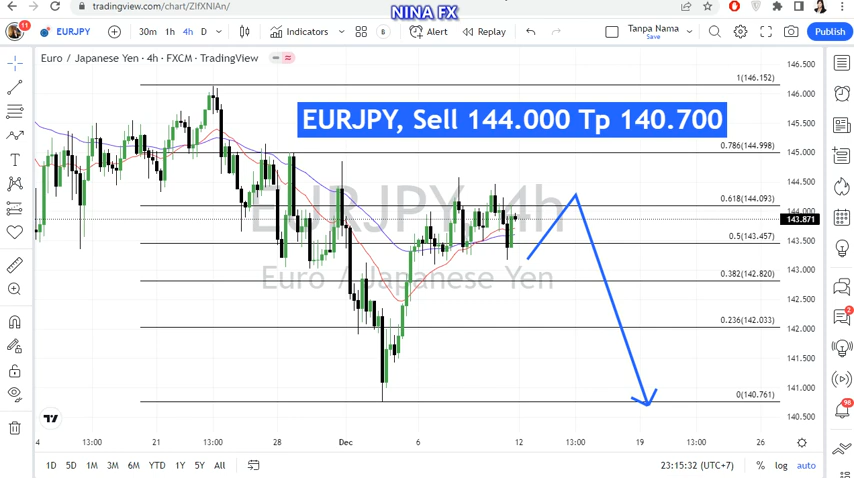 tradingview.com/chart/ZIfXNIAn/
NINA FX
11
EURJPY
30m 1h 4h D
Indicators
8
Alert
Replay
Tanpa Nama
Save
Publish
Euro / Japanese Yen · 4h · FXCM · TradingView
EURJPY, Sell 144.000 Tp 140.700
EURJPY, 4h
Euro / Japanese Yen
1(146.152)
0.786(144.998)
0.618(144.093)
0.5(143.457)
0.382(142.820)
0.236(142.033)
0(140.761)
146.500
146.000
145.500
145.000
144.500
144.000
143.871
143.500
143.000
142.500
142.000
141.500
141.000
140.500
2
98
4 13:00 21 13:00 28 Dec 6 12 13:00 19 13:00 26
1D 5D 1M 3M 6M YTD 1Y 5Y All
23:15:32 (UTC+7) % log auto